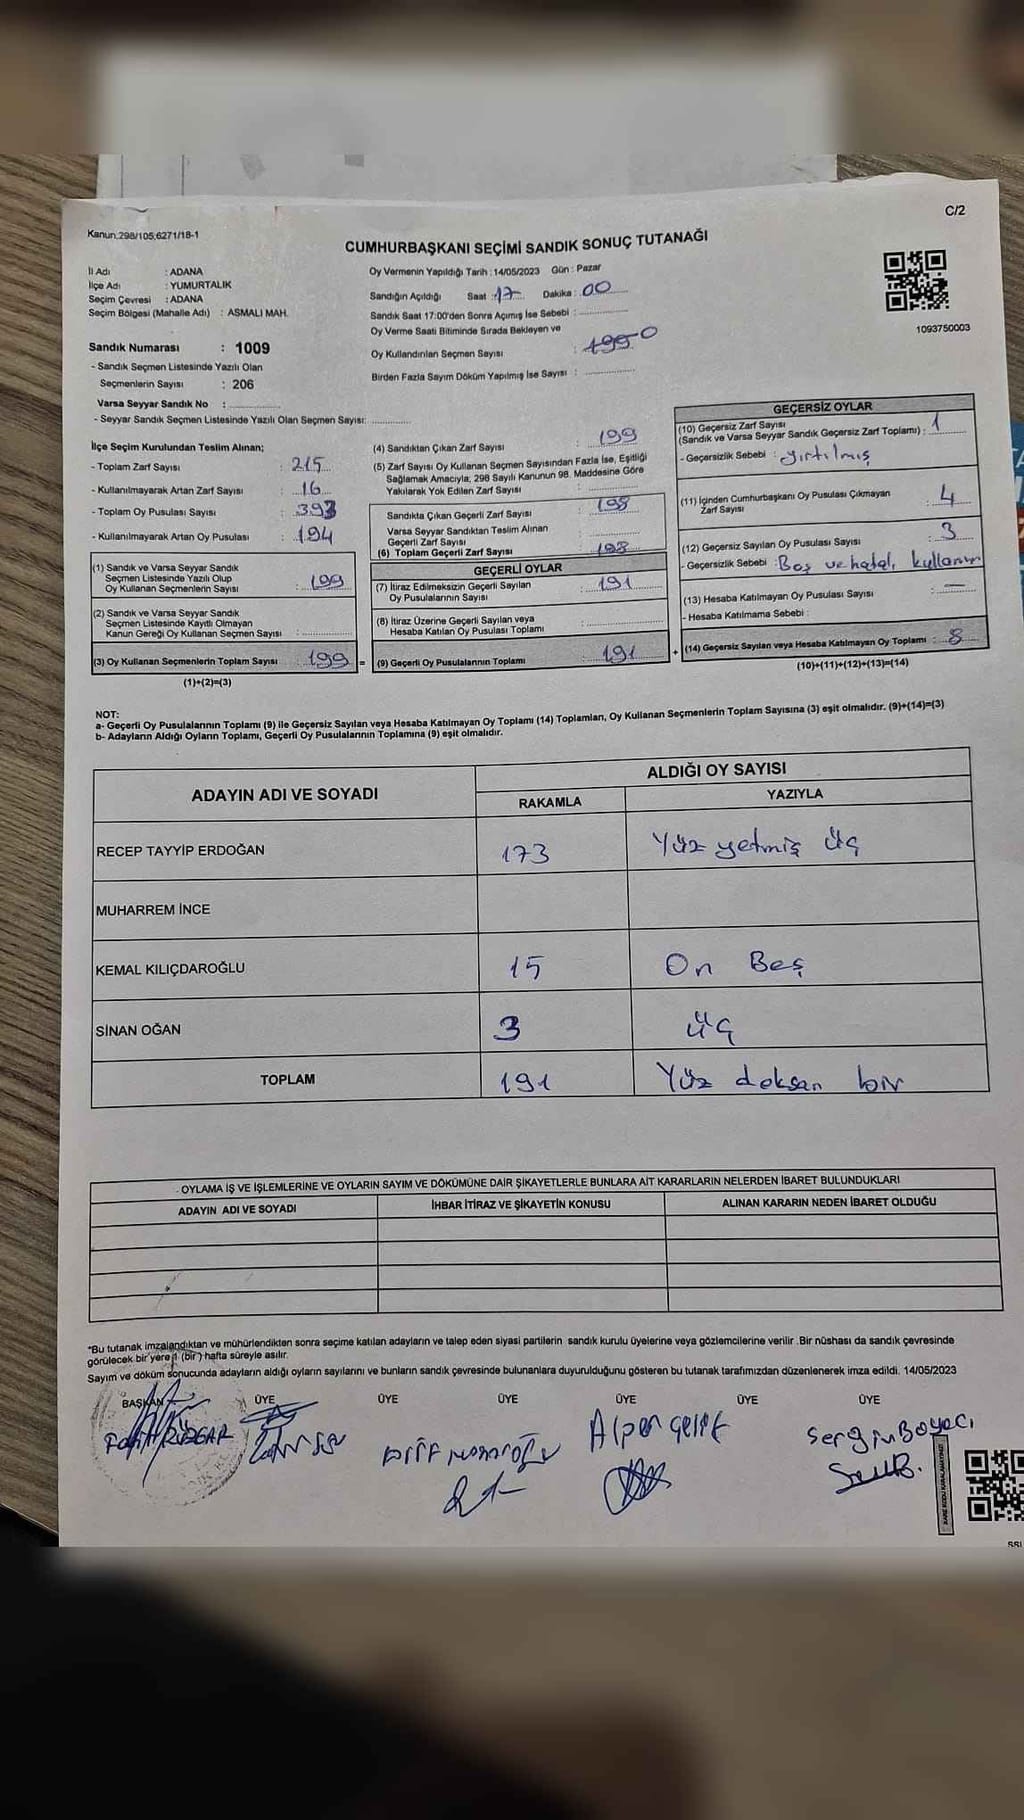 C/2
Kanun:298/105;6271/18-1
CUMHURBAŞKANI SEÇİMİ SANDIK SONUÇ TUTANAĞI
İl Adı : ADANA
İlçe Adı : YUMURTALIK
Seçim Çevresi : ADANA
Seçim Bölgesi (Mahalle Adı) : ASMALI MAH.
Oy Vermenin Yapıldığı Tarih : 14/05/2023 Gün : Pazar
Sandığın Açıldığı Saat : 17 Dakika : 00
Sandık Saat 17:00'den Sonra Açımış İse Sebebi :
Oy Verme Saati Bitiminde Sırada Bekleyen ve
Oy Kullandırılan Seçmen Sayısı :
Birden Fazla Sayım Döküm Yapılmış İse Sayısı :
1093750003
Sandık Numarası : 1009
- Sandık Seçmen Listesinde Yazılı Olan
Seçmenlerin Sayısı : 206
Varsa Seyyar Sandık No :
- Seyyar Sandık Seçmen Listesinde Yazılı Olan Seçmen Sayısı:
İlçe Seçim Kurulundan Teslim Alınan;
- Toplam Zarf Sayısı : 215
- Kullanılmayarak Artan Zarf Sayısı : 16
- Toplam Oy Pusulası Sayısı : 393
- Kullanılmayarak Artan Oy Pusulası : 194
(1) Sandık ve Varsa Seyyar Sandık
Seçmen Listesinde Yazılı Olup
Oy Kullanan Seçmenlerin Sayısı : 199
(2) Sandık ve Varsa Seyyar Sandık
Seçmen Listesinde Kayıtlı Olmayan
Kanun Gereği Oy Kullanan Seçmen Sayısı :
(3) Oy Kullanan Seçmenlerin Toplam Sayısı : 199 =
(1)+(2)=(3)
(4) Sandıktan Çıkan Zarf Sayısı : 199
(5) Zarf Sayısı Oy Kullanan Seçmen Sayısından Fazla İse, Eşitliği
Sağlamak Amacıyla; 298 Sayılı Kanunun 98. Maddesine Göre
Yakılarak Yok Edilen Zarf Sayısı :
Sandıkta Çıkan Geçerli Zarf Sayısı : 198
Varsa Seyyar Sandıktan Teslim Alınan
Geçerli Zarf Sayısı :
(6) Toplam Geçerli Zarf Sayısı : 198
GEÇERLİ OYLAR
(7) İtiraz Edilmeksizin Geçerli Sayılan
Oy Pusulalarının Sayısı : 191
(8) İtiraz Üzerine Geçerli Sayılan veya
Hesaba Katılan Oy Pusulası Toplamı :
(9) Geçerli Oy Pusulalarının Toplamı : 191 +
GEÇERSİZ OYLAR
(10) Geçersiz Zarf Sayısı
(Sandık ve Varsa Seyyar Sandık Geçersiz Zarf Toplamı) : 1
- Geçersizlik Sebebi : yırtılmış
(11) İçinden Cumhurbaşkanı Oy Pusulası Çıkmayan
Zarf Sayısı : 4
(12) Geçersiz Sayılan Oy Pusulası Sayısı : 3
- Geçersizlik Sebebi : Boş ve hatalı kullanım
(13) Hesaba Katılmayan Oy Pusulası Sayısı : —
- Hesaba Katılmama Sebebi :
(14) Geçersiz Sayılan veya Hesaba Katılmayan Oy Toplamı : 8
(10)+(11)+(12)+(13)=(14)
NOT:
a- Geçerli Oy Pusulalarının Toplamı (9) ile Geçersiz Sayılan veya Hesaba Katılmayan Oy Toplamı (14) Toplamları, Oy Kullanan Seçmenlerin Toplam Sayısına (3) eşit olmalıdır. (9)+(14)=(3)
b- Adayların Aldığı Oyların Toplamı, Geçerli Oy Pusulalarının Toplamına (9) eşit olmalıdır.
ADAYIN ADI VE SOYADI ALDIĞI OY SAYISI
RAKAMLA YAZIYLA
RECEP TAYYİP ERDOĞAN 173 Yüz yetmiş üç
MUHARREM İNCE
KEMAL KILIÇDAROĞLU 15 On Beş
SİNAN OĞAN 3 üç
TOPLAM 191 Yüz doksan bir
OYLAMA İŞ VE İŞLEMLERİNE VE OYLARIN SAYIM VE DÖKÜMÜNE DAİR ŞİKAYETLERLE BUNLARA AİT KARARLARIN NELERDEN İBARET BULUNDUKLARI
ADAYIN ADI VE SOYADI İHBAR İTİRAZ VE ŞİKAYETİN KONUSU ALINAN KARARIN NEDEN İBARET OLDUĞU
*Bu tutanak imzalandıktan ve mühürlendikten sonra seçime katılan adayların ve talep eden siyasi partilerin sandık kurulu üyelerine veya gözlemcilerine verilir. Bir nüshası da sandık çevresinde
görülecek bir yere 1 (bir) hafta süreyle asılır.
Sayım ve döküm sonucunda adayların aldığı oyların sayılarını ve bunların sandık çevresinde bulunanlara duyurulduğunu gösteren bu tutanak tarafımızdan düzenlenerek imza edildi. 14/05/2023
BAŞKAN ÜYE ÜYE ÜYE ÜYE ÜYE ÜYE
Alper Çelik Sergin Boyacı